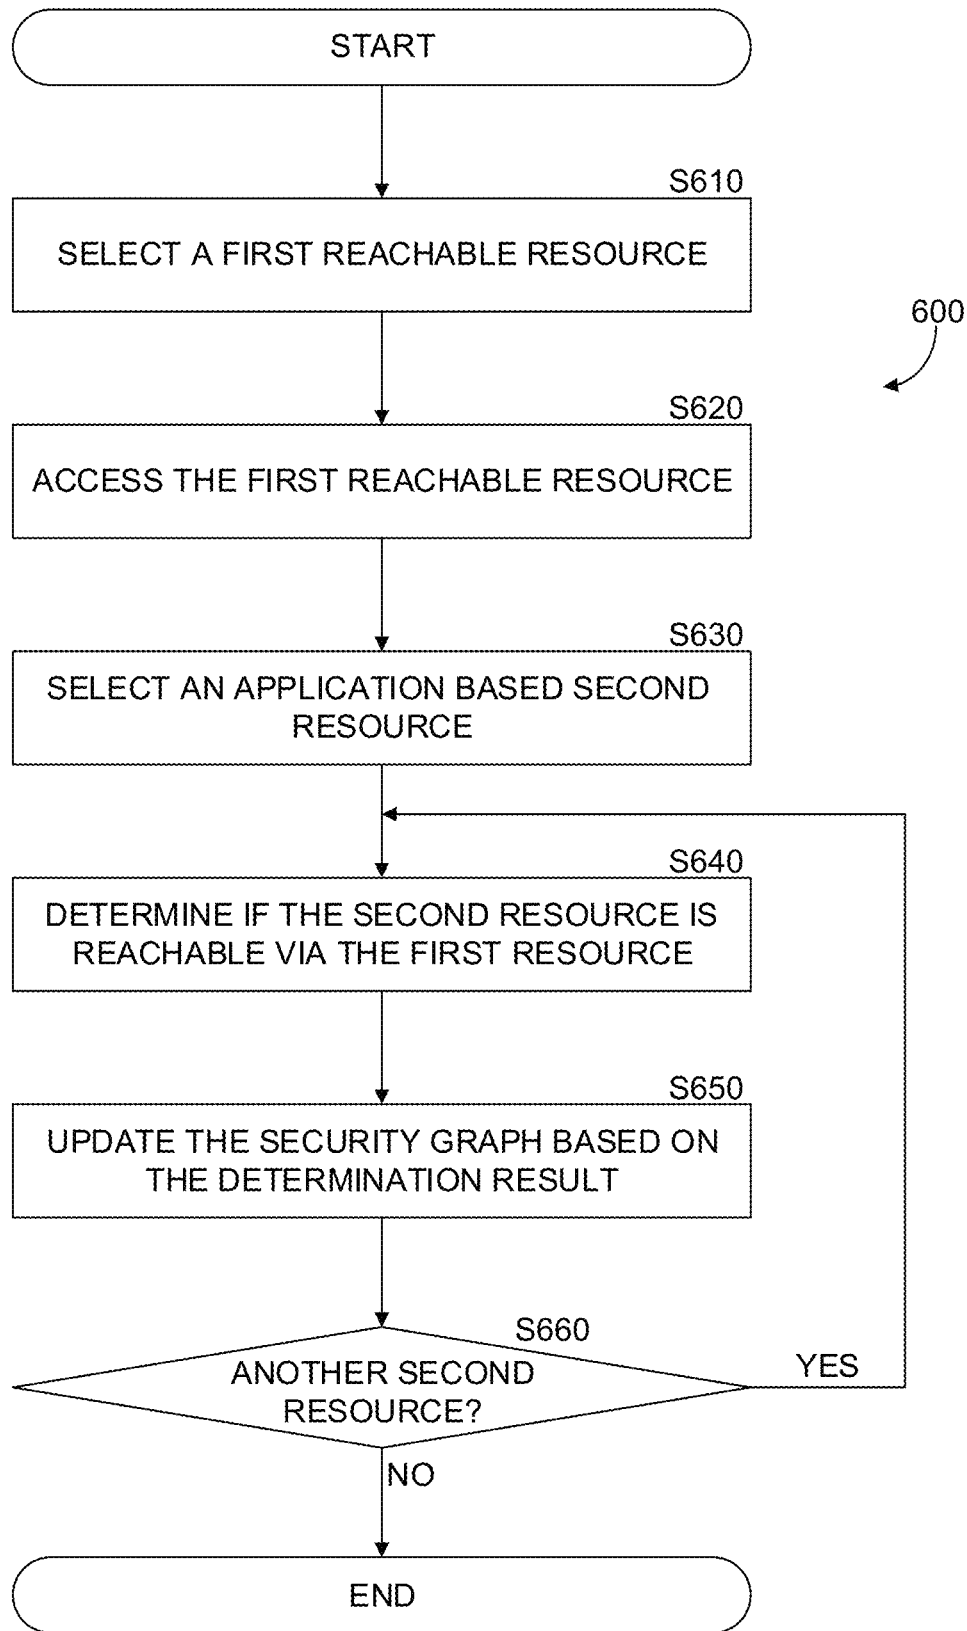 START
S610
SELECT A FIRST REACHABLE RESOURCE
600
S620
ACCESS THE FIRST REACHABLE RESOURCE
S630
SELECT AN APPLICATION BASED SECOND
RESOURCE
S640
DETERMINE IF THE SECOND RESOURCE IS
REACHABLE VIA THE FIRST RESOURCE
S650
UPDATE THE SECURITY GRAPH BASED ON
THE DETERMINATION RESULT
S660
ANOTHER SECOND
RESOURCE?
YES
NO
END